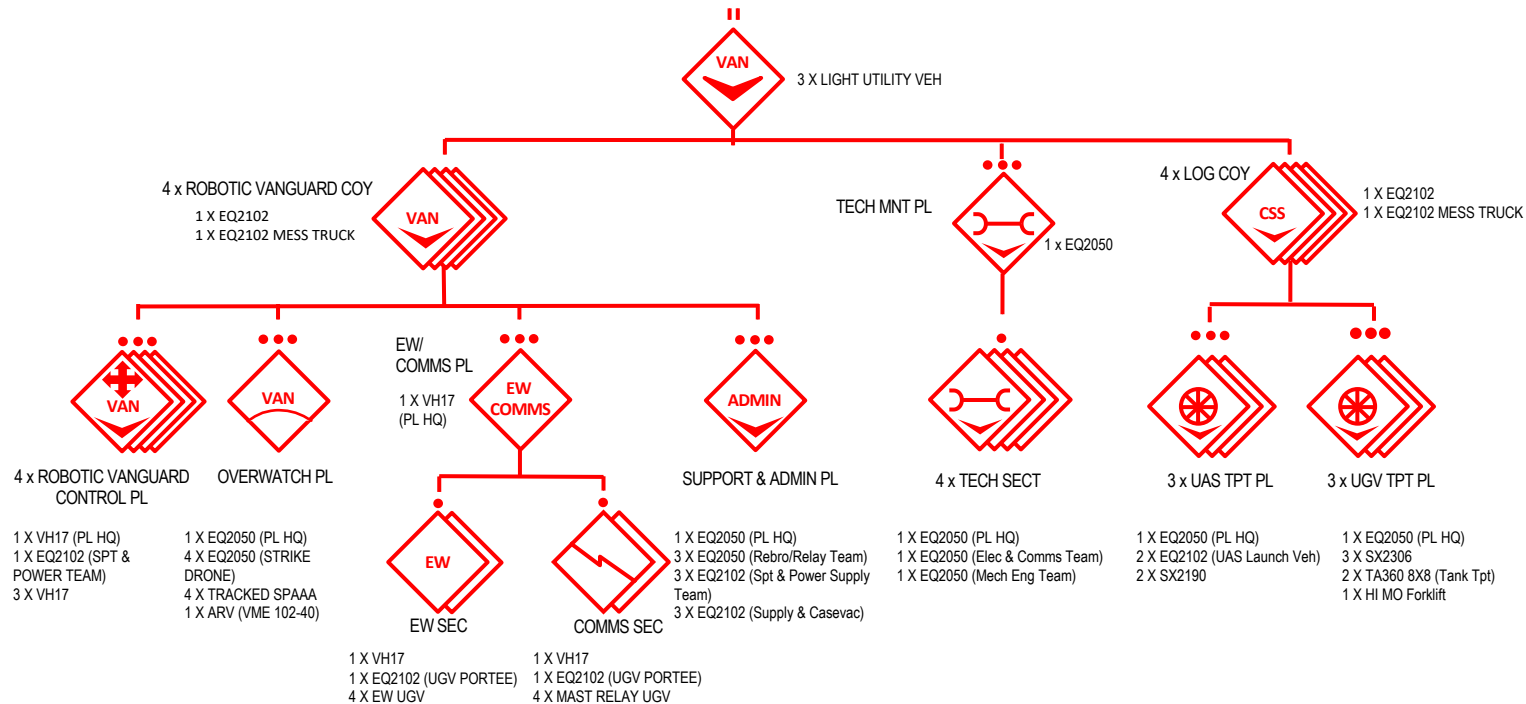 VAN
3 X LIGHT UTILITY VEH
4 x ROBOTIC VANGUARD COY
1 X EQ2102
1 X EQ2102 MESS TRUCK
VAN
TECH MNT PL
1 x EQ2050
4 x LOG COY
CSS
1 X EQ2102
1 X EQ2102 MESS TRUCK
VAN
4 x ROBOTIC VANGUARD
CONTROL PL
1 X VH17 (PL HQ)
1 X EQ2102 (SPT &
POWER TEAM)
3 X VH17
VAN
OVERWATCH PL
1 X EQ2050 (PL HQ)
4 X EQ2050 (STRIKE
DRONE)
4 X TRACKED SPAAA
1 X ARV (VME 102-40)
EW/
COMMS PL
1 X VH17
(PL HQ)
EW
COMMS
EW
EW SEC
1 X VH17
1 X EQ2102 (UGV PORTEE)
4 X EW UGV
COMMS SEC
1 X VH17
1 X EQ2102 (UGV PORTEE)
4 X MAST RELAY UGV
ADMIN
SUPPORT & ADMIN PL
1 X EQ2050 (PL HQ)
3 X EQ2050 (Rebro/Relay Team)
3 X EQ2102 (Spt & Power Supply
Team)
3 X EQ2102 (Supply & Casevac)
4 x TECH SECT
1 X EQ2050 (PL HQ)
1 X EQ2050 (Elec & Comms Team)
1 X EQ2050 (Mech Eng Team)
3 x UAS TPT PL
1 X EQ2050 (PL HQ)
2 X EQ2102 (UAS Launch Veh)
2 X SX2190
3 x UGV TPT PL
1 X EQ2050 (PL HQ)
3 X SX2306
2 X TA360 8X8 (Tank Tpt)
1 X HI MO Forklift